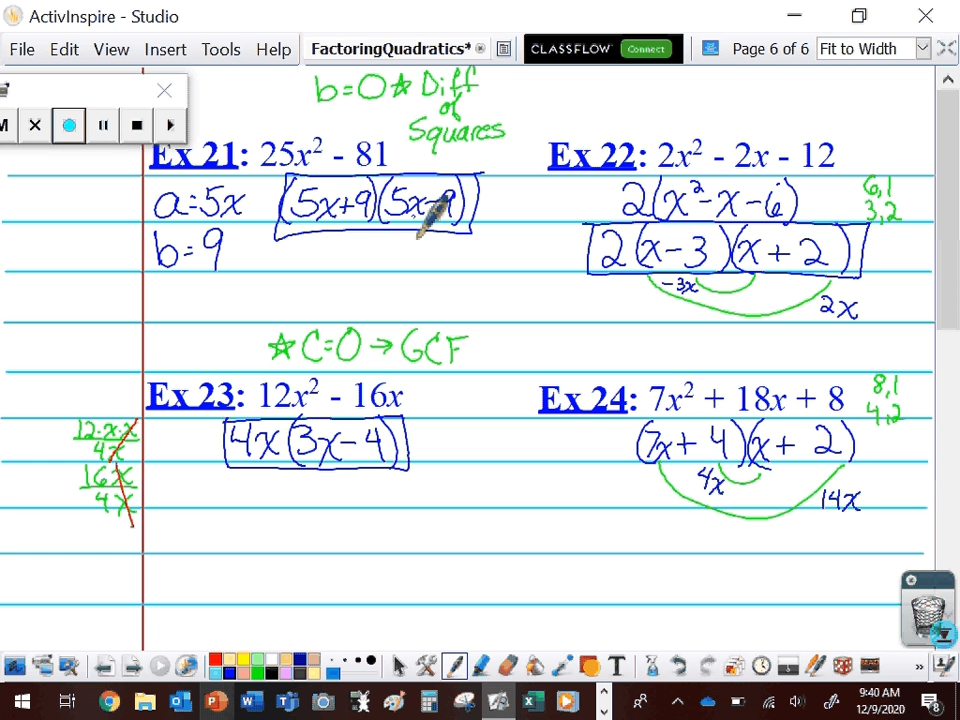 ActivInspire - Studio
File Edit View Insert Tools Help
FactoringQuadratics*
CLASSFLOW Connect
Page 6 of 6
Fit to Width
b=0☆ Diff
of
Squares
Ex 21: 25x² - 81
a=5x (5x+9)(5x-9)
b=9
Ex 22: 2x² - 2x - 12
2(x²-x-6)
6,1
3,2
2(x-3)(x+2)
-3x
2x
☆ C=0→GCF
Ex 23: 12x² - 16x
4x(3x-4)
12·x·x
4x
16x
4x
Ex 24: 7x² + 18x + 8
8,1
4,2
(7x+4)(x+2)
4x
14x
9:40 AM
12/9/2020
8